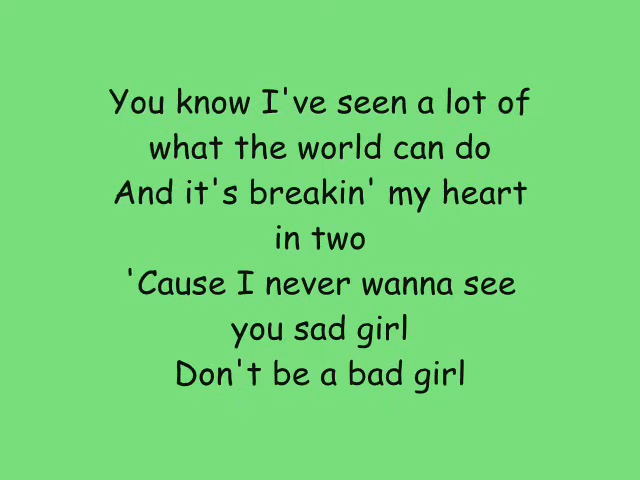 You know I've seen a lot of
what the world can do
And it's breakin' my heart
in two
'Cause I never wanna see
you sad girl
Don't be a bad girl